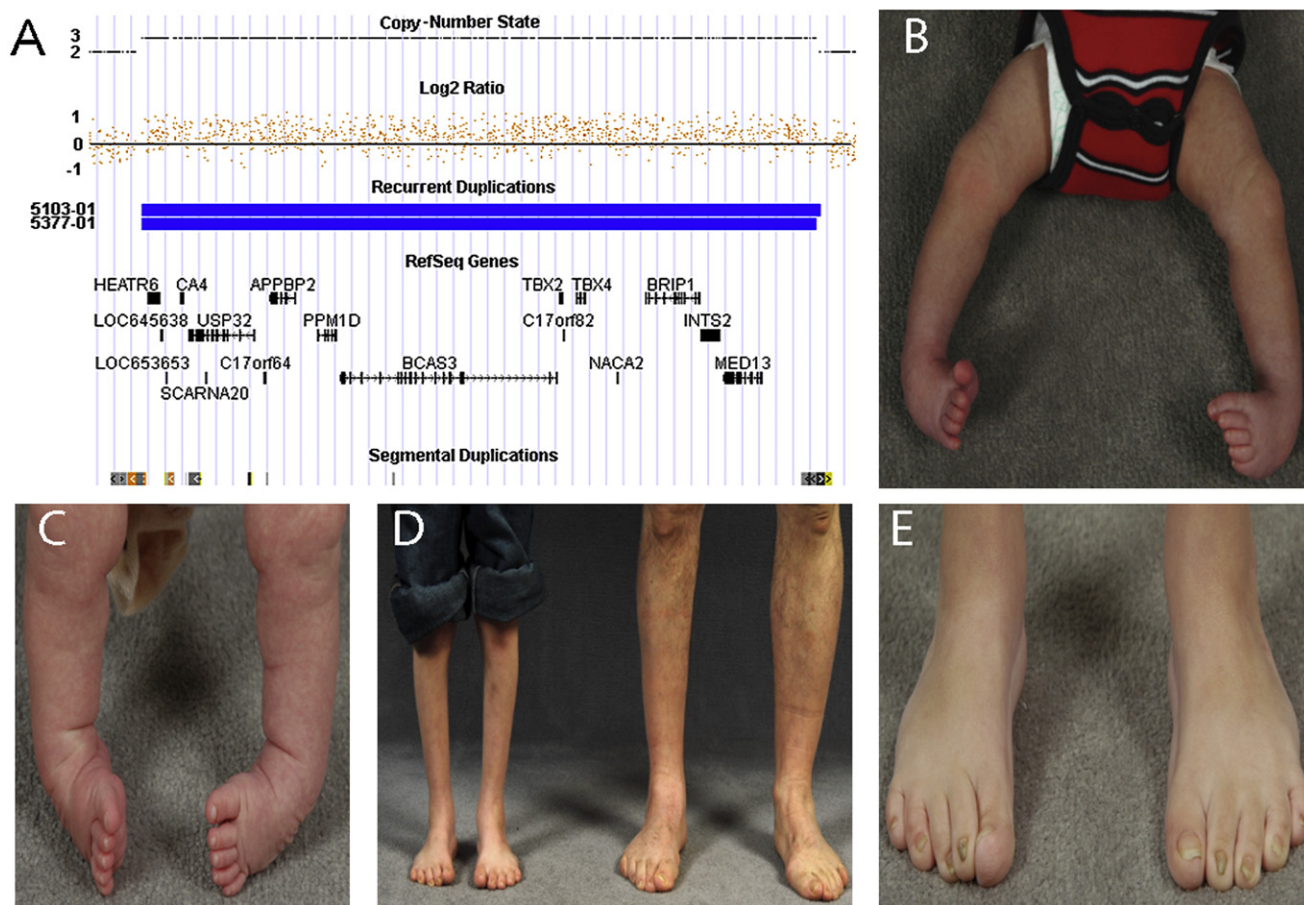 A
Copy-Number State
3
2
Log2 Ratio
1
0
-1
Recurrent Duplications
5103-01
5377-01
RefSeq Genes
HEATR6 CA4 APPBP2 TBX2 TBX4 BRIP1
LOC645638 USP32 PPM1D C17orf82 INTS2
LOC653653 C17orf64 BCAS3 NACA2 MED13
SCARNA20
Segmental Duplications
B
C
D
E